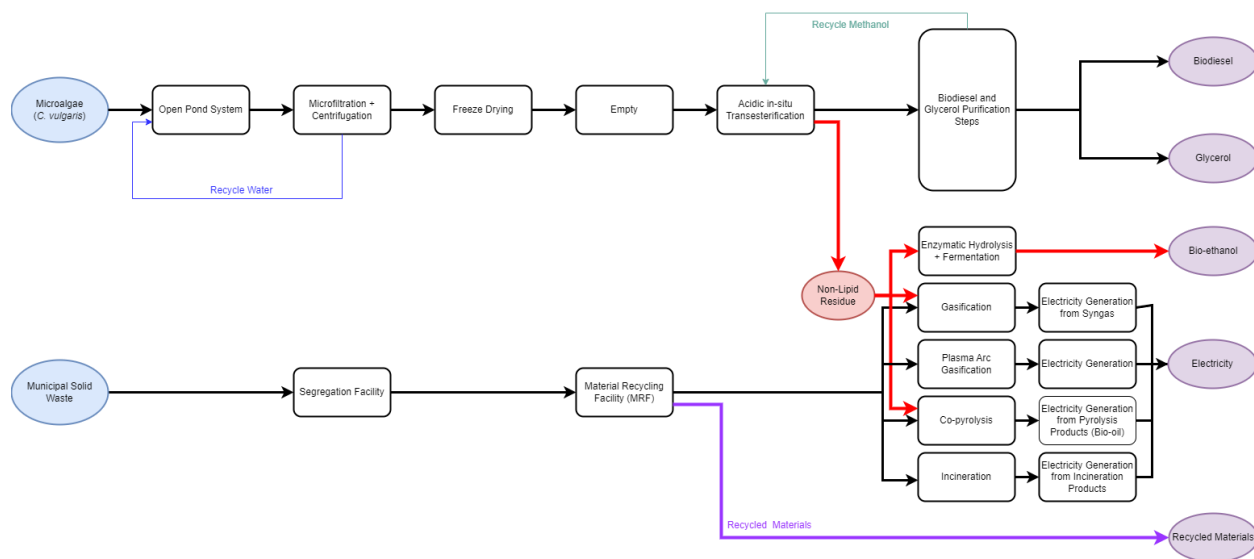 Recycle Methanol
Microalgae
(C. vulgaris)
Open Pond System
Microfiltration +
Centrifugation
Freeze Drying
Empty
Acidic in-situ
Transesterification
Biodiesel and
Glycerol Purification
Steps
Biodiesel
Glycerol
Recycle Water
Enzymatic Hydrolysis
+ Fermentation
Bio-ethanol
Non-Lipid
Residue
Gasification
Electricity Generation
from Syngas
Municipal Solid
Waste
Segregation Facility
Material Recycling
Facility (MRF)
Plasma Arc
Gasification
Electricity Generation
Electricity
Co-pyrolysis
Electricity Generation
from Pyrolysis
Products (Bio-oil)
Incineration
Electricity Generation
from Incineration
Products
Recycled Materials
Recycled Materials